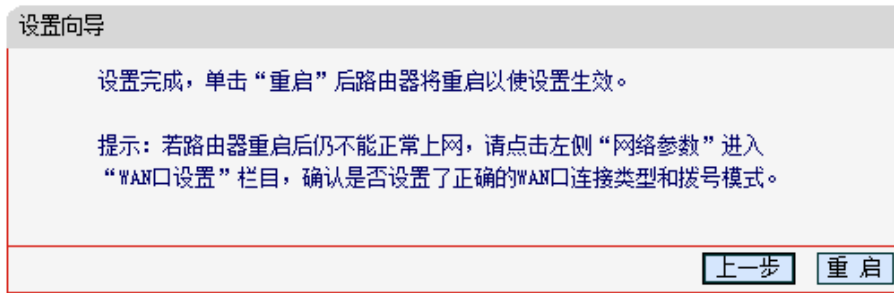 设置向导
设置完成，单击“重启”后路由器将重启以使设置生效。
提示：若路由器重启后仍不能正常上网，请点击左侧“网络参数”进入
“WAN口设置”栏目，确认是否设置了正确的WAN口连接类型和拨号模式。
上一步 重 启